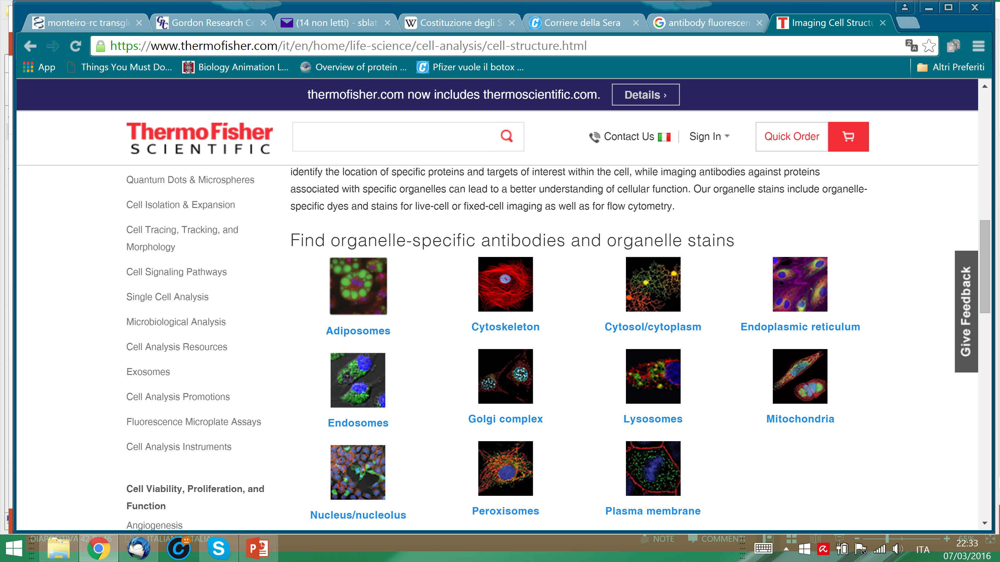 monteiro-rc transgl
Gordon Research Co
(14 non letti) - sblat
Costituzione degli S
Corriere della Sera
antibody fluorescen
Imaging Cell Structu
https://www.thermofisher.com/it/en/home/life-science/cell-analysis/cell-structure.html
App
Things You Must Do...
Biology Animation L...
Overview of protein ...
Pfizer vuole il botox ...
Altri Preferiti
thermofisher.com now includes thermoscientific.com.
Details ›
ThermoFisher
SCIENTIFIC
Contact Us
Sign In
Quick Order
Quantum Dots & Microspheres
Cell Isolation & Expansion
Cell Tracing, Tracking, and
Morphology
Cell Signaling Pathways
Single Cell Analysis
Microbiological Analysis
Cell Analysis Resources
Exosomes
Cell Analysis Promotions
Fluorescence Microplate Assays
Cell Analysis Instruments
Cell Viability, Proliferation, and
Function
Angiogenesis
identify the location of specific proteins and targets of interest within the cell, while imaging antibodies against proteins
associated with specific organelles can lead to a better understanding of cellular function. Our organelle stains include organelle-
specific dyes and stains for live-cell or fixed-cell imaging as well as for flow cytometry.
Find organelle-specific antibodies and organelle stains
Adiposomes
Cytoskeleton
Cytosol/cytoplasm
Endoplasmic reticulum
Endosomes
Golgi complex
Lysosomes
Mitochondria
Nucleus/nucleolus
Peroxisomes
Plasma membrane
Give Feedback
DIAPOSITIVA 42 DI 46
ITALIANO (ITALIA)
NOTE
COMMENTI
65%
ITA
22:33
07/03/2016